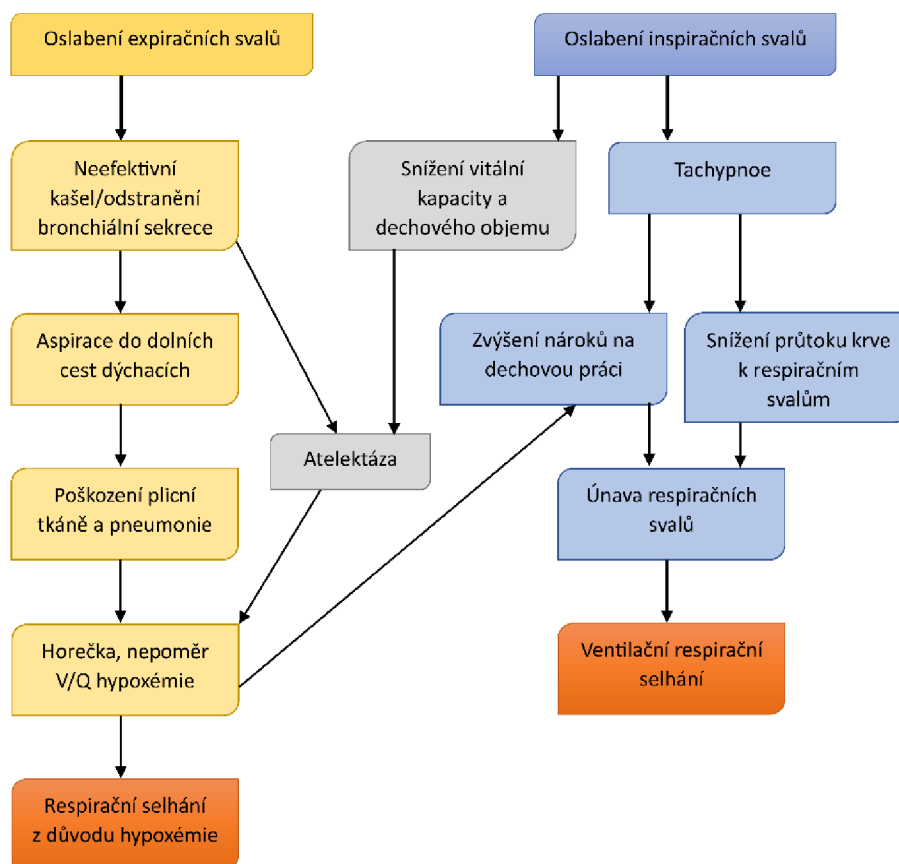 Oslabení expiračních svalů
Oslabení inspiračních svalů
Neefektivní
kašel/odstranění
bronchiální sekrece
Snížení vitální
kapacity a
dechového objemu
Tachypnoe
Aspirace do dolních
cest dýchacích
Zvýšení nároků na
dechovou práci
Snížení průtoku krve
k respiračním
svalům
Atelektáza
Poškození plicní
tkáně a pneumonie
Únava respiračních
svalů
Horečka, nepoměr
V/Q hypoxémie
Ventilační respirační
selhání
Respirační selhání
z důvodu hypoxémie